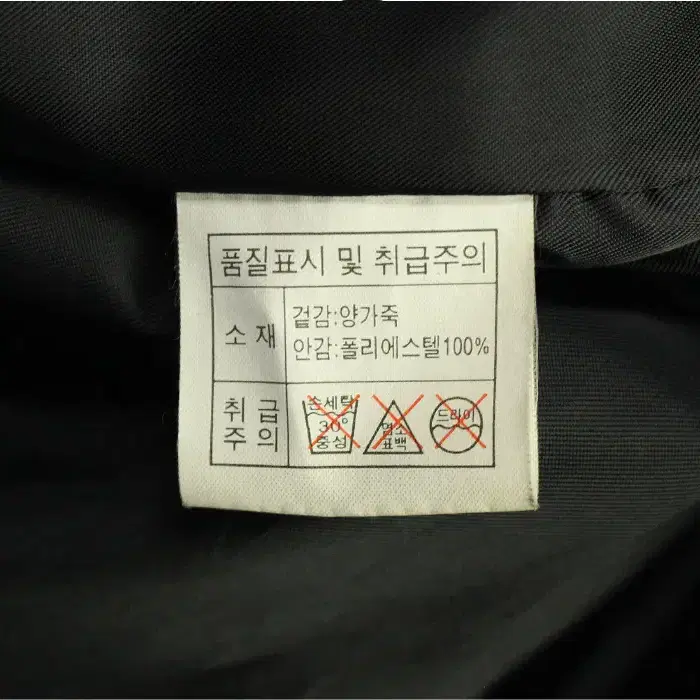 품질표시 및 취급주의
소재
겉감:양가죽
안감:폴리에스텔100%
취급
주의
손세탁
30°
중성
염소
표백
드라이